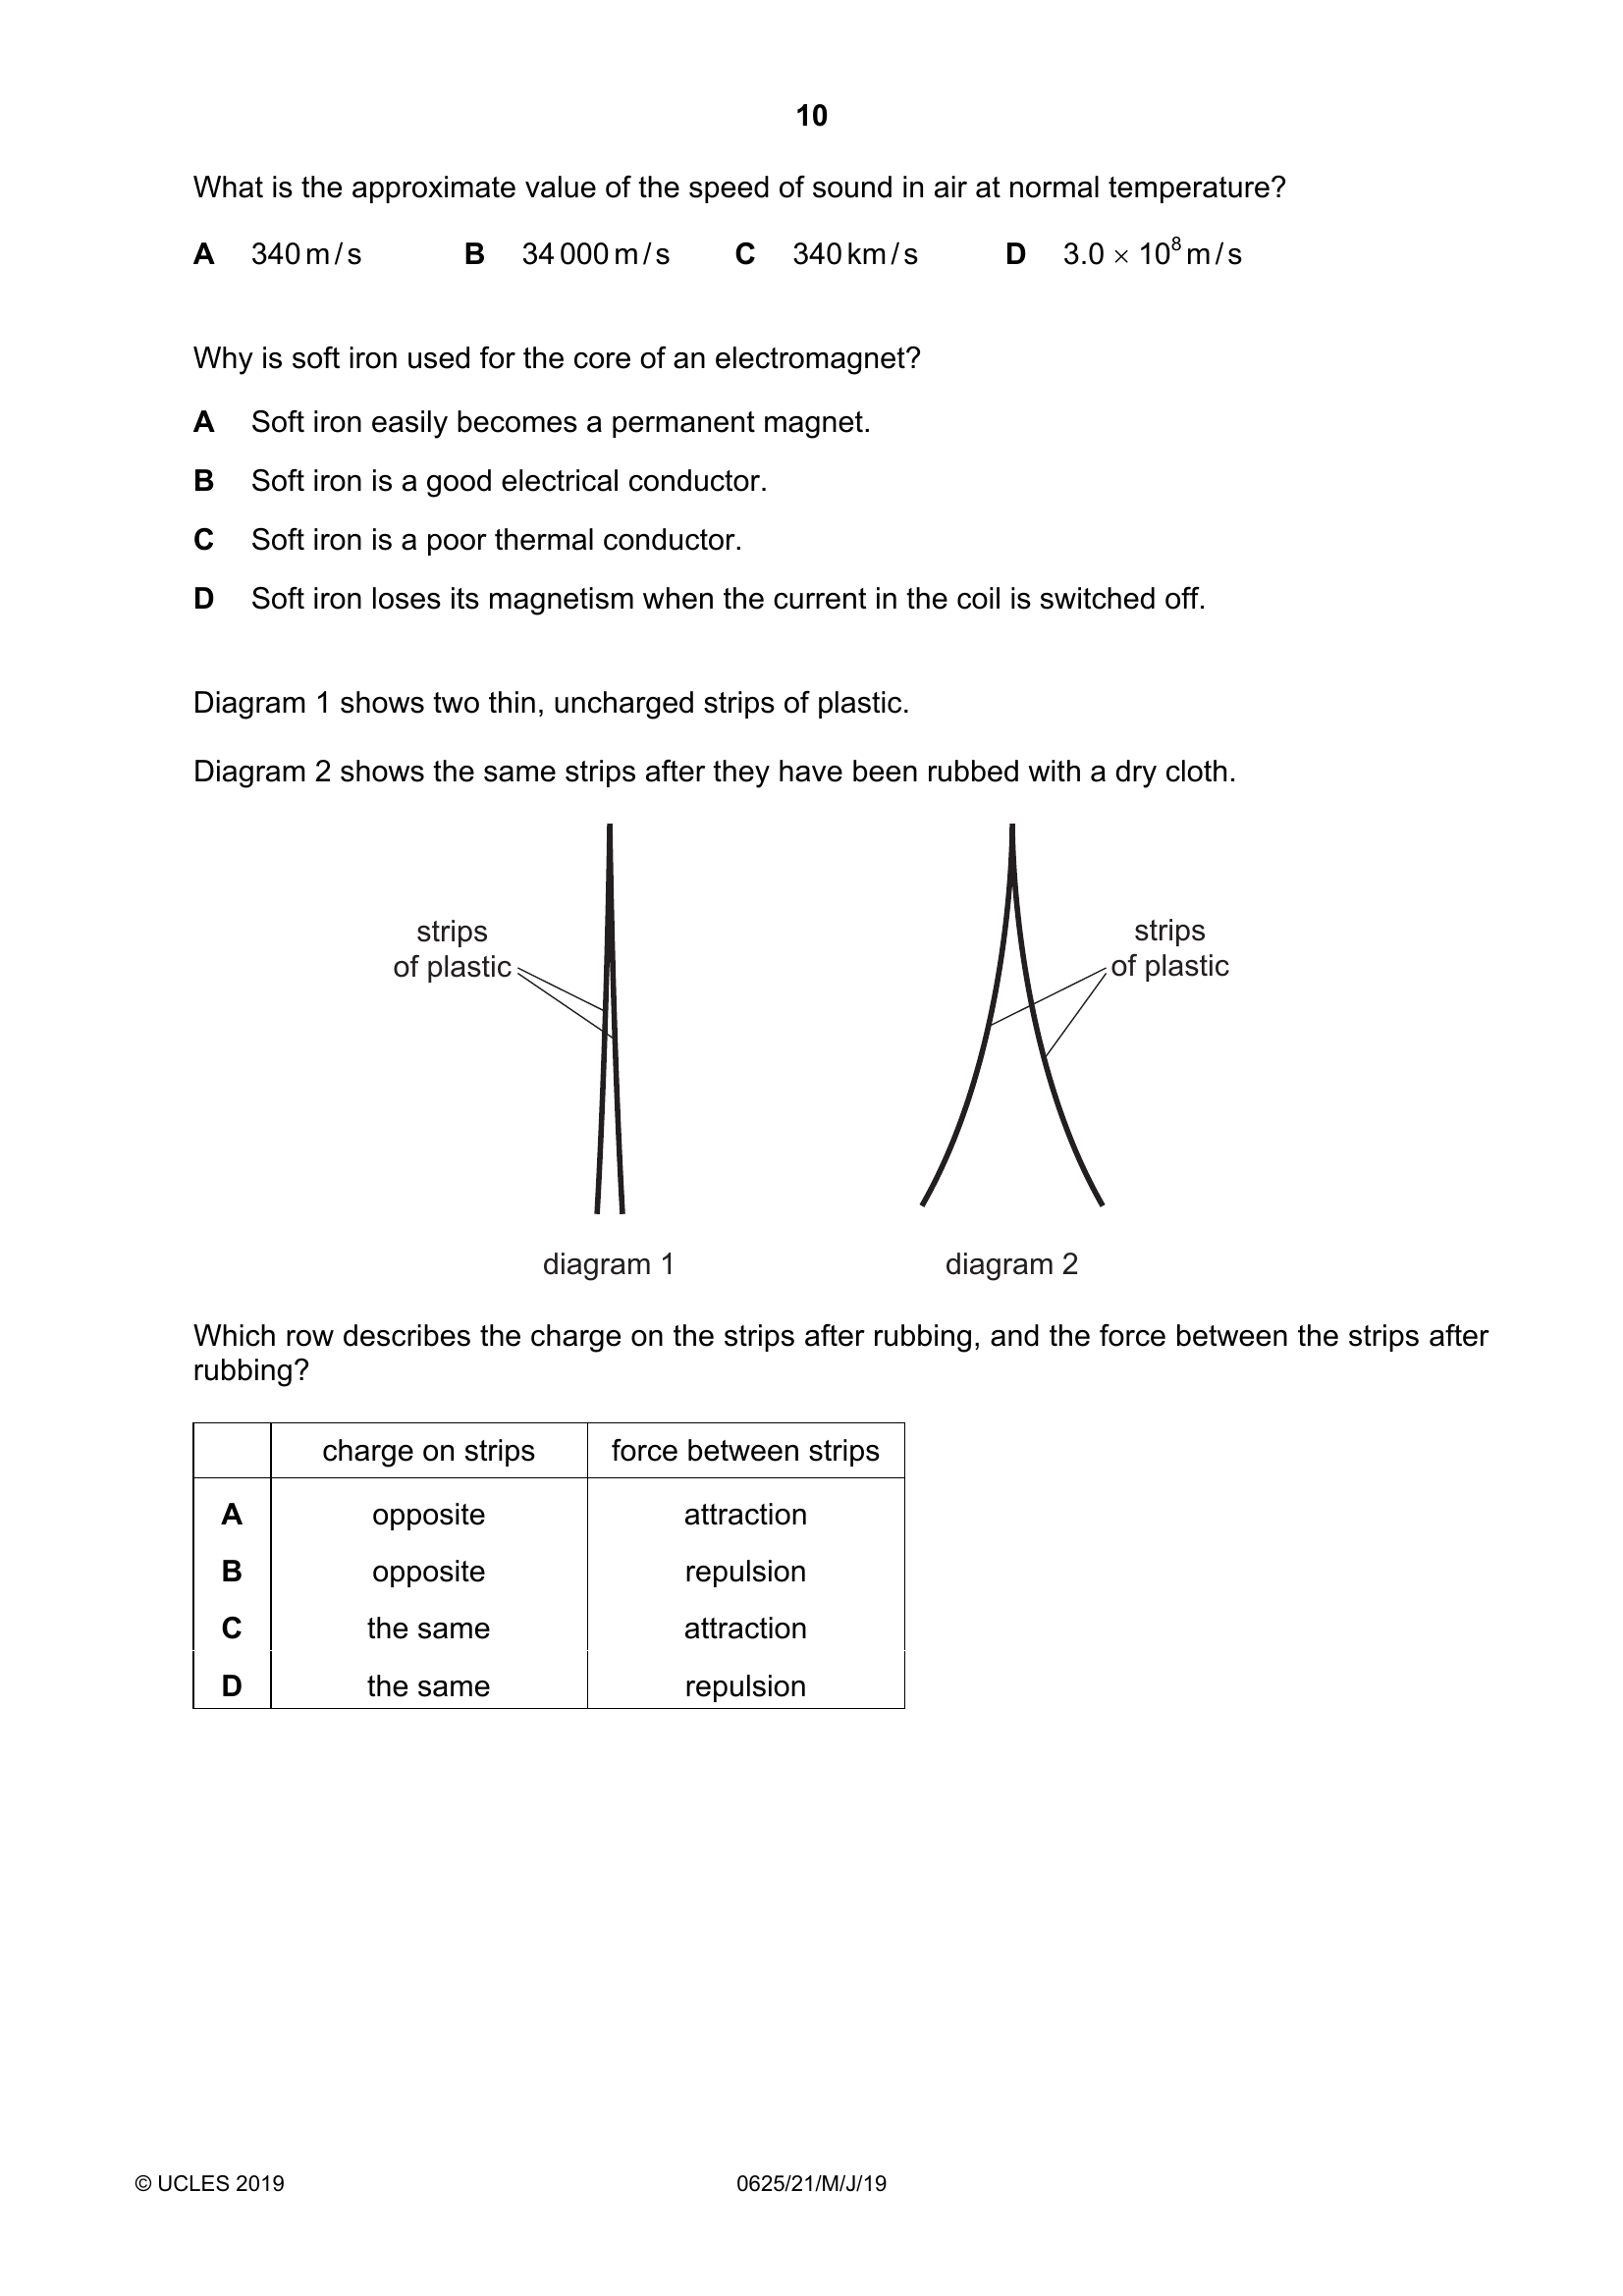 10
What is the approximate value of the speed of sound in air at normal temperature?
A 340 m / s B 34 000 m / s C 340 km / s D 3.0 × 10⁸ m / s
Why is soft iron used for the core of an electromagnet?
A Soft iron easily becomes a permanent magnet.
B Soft iron is a good electrical conductor.
C Soft iron is a poor thermal conductor.
D Soft iron loses its magnetism when the current in the coil is switched off.
Diagram 1 shows two thin, uncharged strips of plastic.
Diagram 2 shows the same strips after they have been rubbed with a dry cloth.
strips
of plastic
strips
of plastic
diagram 1
diagram 2
Which row describes the charge on the strips after rubbing, and the force between the strips after
rubbing?
charge on strips force between strips
A opposite attraction
B opposite repulsion
C the same attraction
D the same repulsion
© UCLES 2019 0625/21/M/J/19